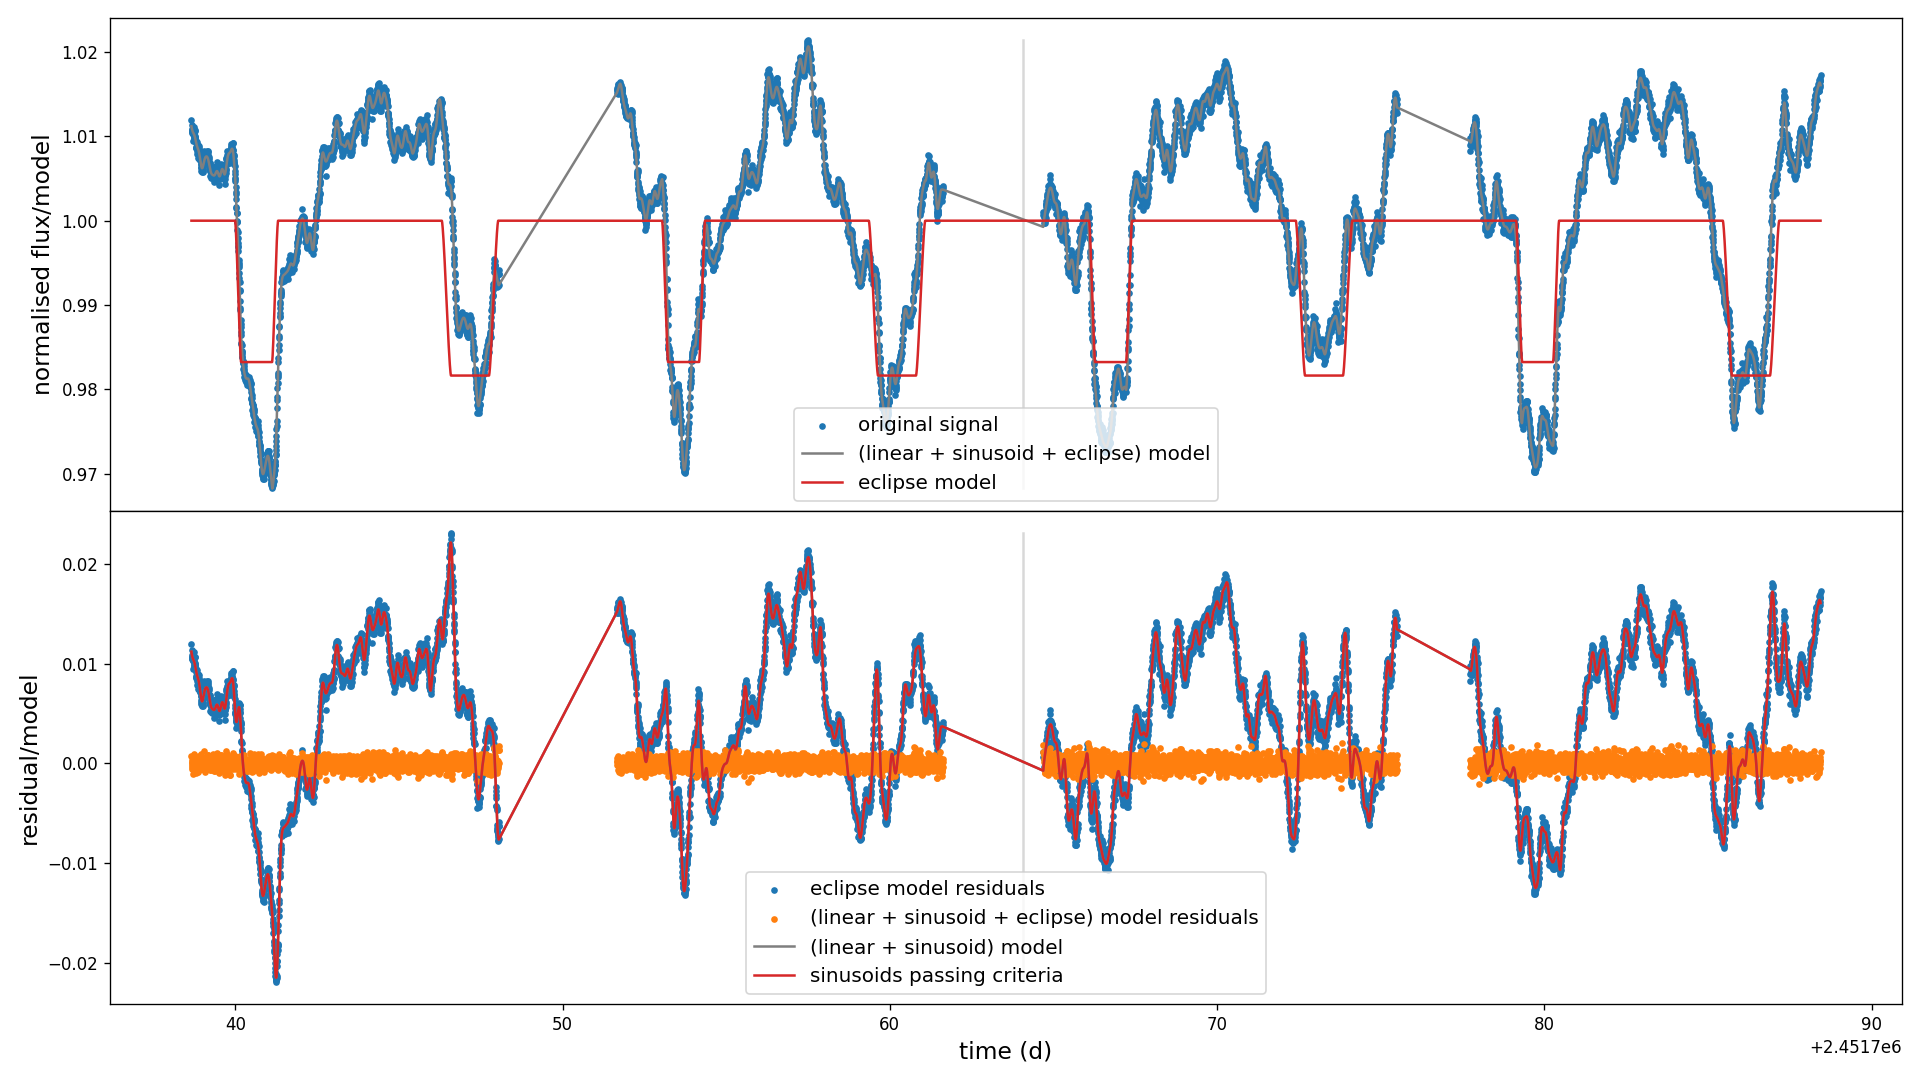 normalised flux/model
1.02
1.01
1.00
0.99
0.98
0.97
original signal
(linear + sinusoid + eclipse) model
eclipse model
residual/model
0.02
0.01
0.00
−0.01
−0.02
eclipse model residuals
(linear + sinusoid + eclipse) model residuals
(linear + sinusoid) model
sinusoids passing criteria
40 50 60 70 80 90
time (d)
+2.4517e6